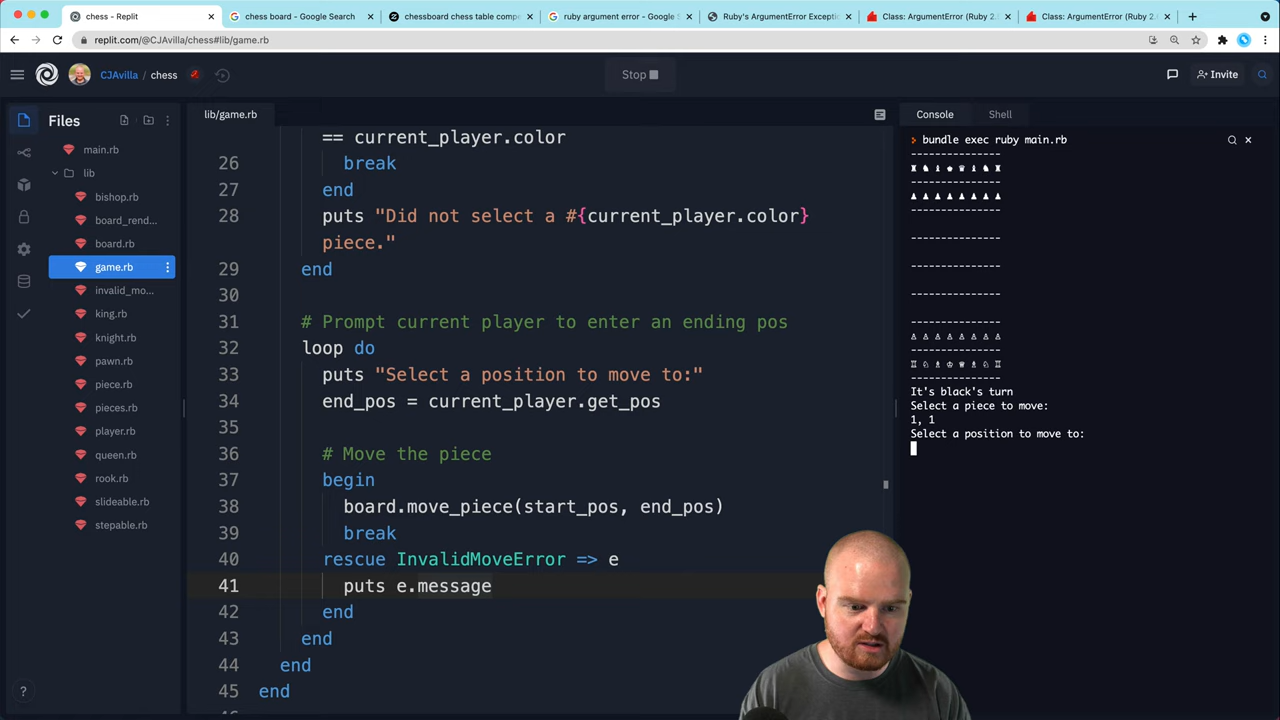 chess - Replit
chess board - Google Search
chessboard chess table compe
ruby argument error - Google S
Ruby's ArgumentError Exceptio
Class: ArgumentError (Ruby 2.
Class: ArgumentError (Ruby 2.
replit.com/@CJAvilla/chess#lib/game.rb
CJAvilla / chess
Stop
Invite
Files
main.rb
lib
bishop.rb
board_rend...
board.rb
game.rb
invalid_mo...
king.rb
knight.rb
pawn.rb
piece.rb
pieces.rb
player.rb
queen.rb
rook.rb
slideable.rb
stepable.rb
?
lib/game.rb
== current_player.color
26 break
27 end
28 puts "Did not select a #{current_player.color}
piece."
29 end
30
31 # Prompt current player to enter an ending pos
32 loop do
33 puts "Select a position to move to:"
34 end_pos = current_player.get_pos
35
36 # Move the piece
37 begin
38 board.move_piece(start_pos, end_pos)
39 break
40 rescue InvalidMoveError => e
41 puts e.message
42 end
43 end
44 end
45 end
Console
Shell
> bundle exec ruby main.rb
---------------
♜ ♞ ♝ ♚ ♛ ♝ ♞ ♜
---------------
♟ ♟ ♟ ♟ ♟ ♟ ♟ ♟
---------------
---------------
---------------
---------------
---------------
♙ ♙ ♙ ♙ ♙ ♙ ♙ ♙
---------------
♖ ♘ ♗ ♔ ♕ ♗ ♘ ♖
---------------
It's black's turn
Select a piece to move:
1, 1
Select a position to move to: